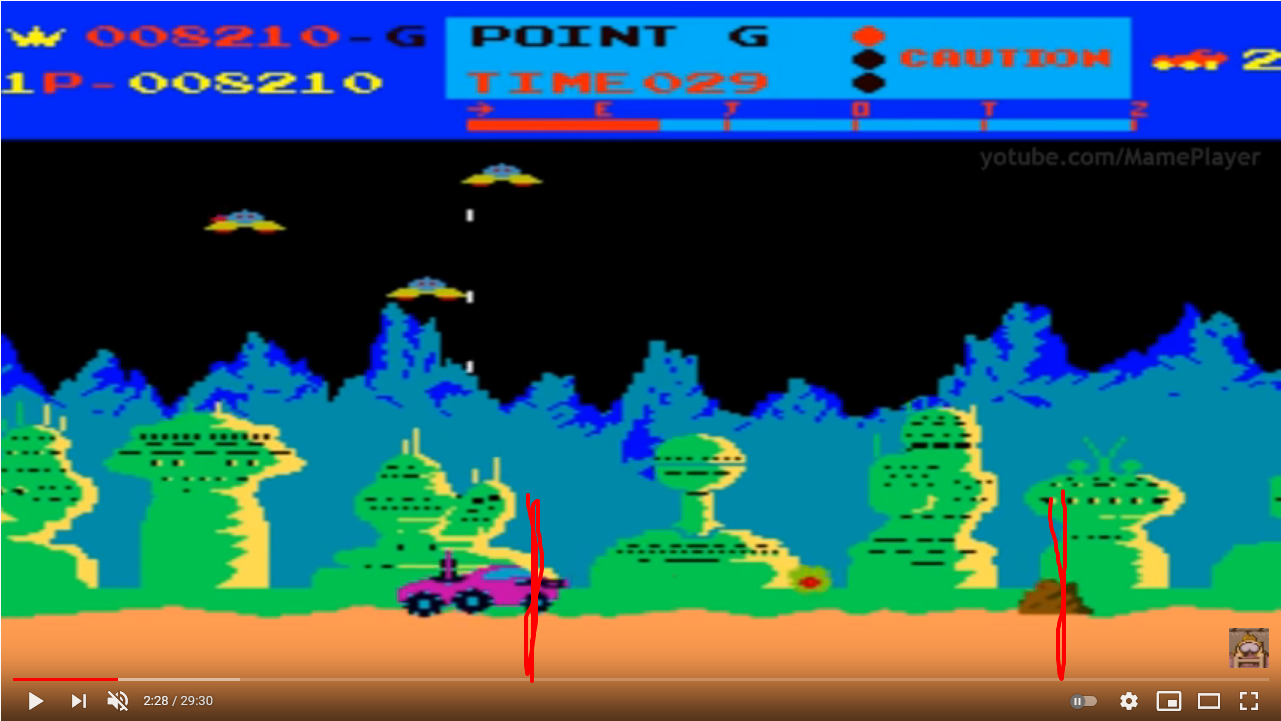 008210-G POINT G
CAUTION
2
1P-008210 TIME029
E J O T Z
yotube.com/MamePlayer
2:28 / 29:30